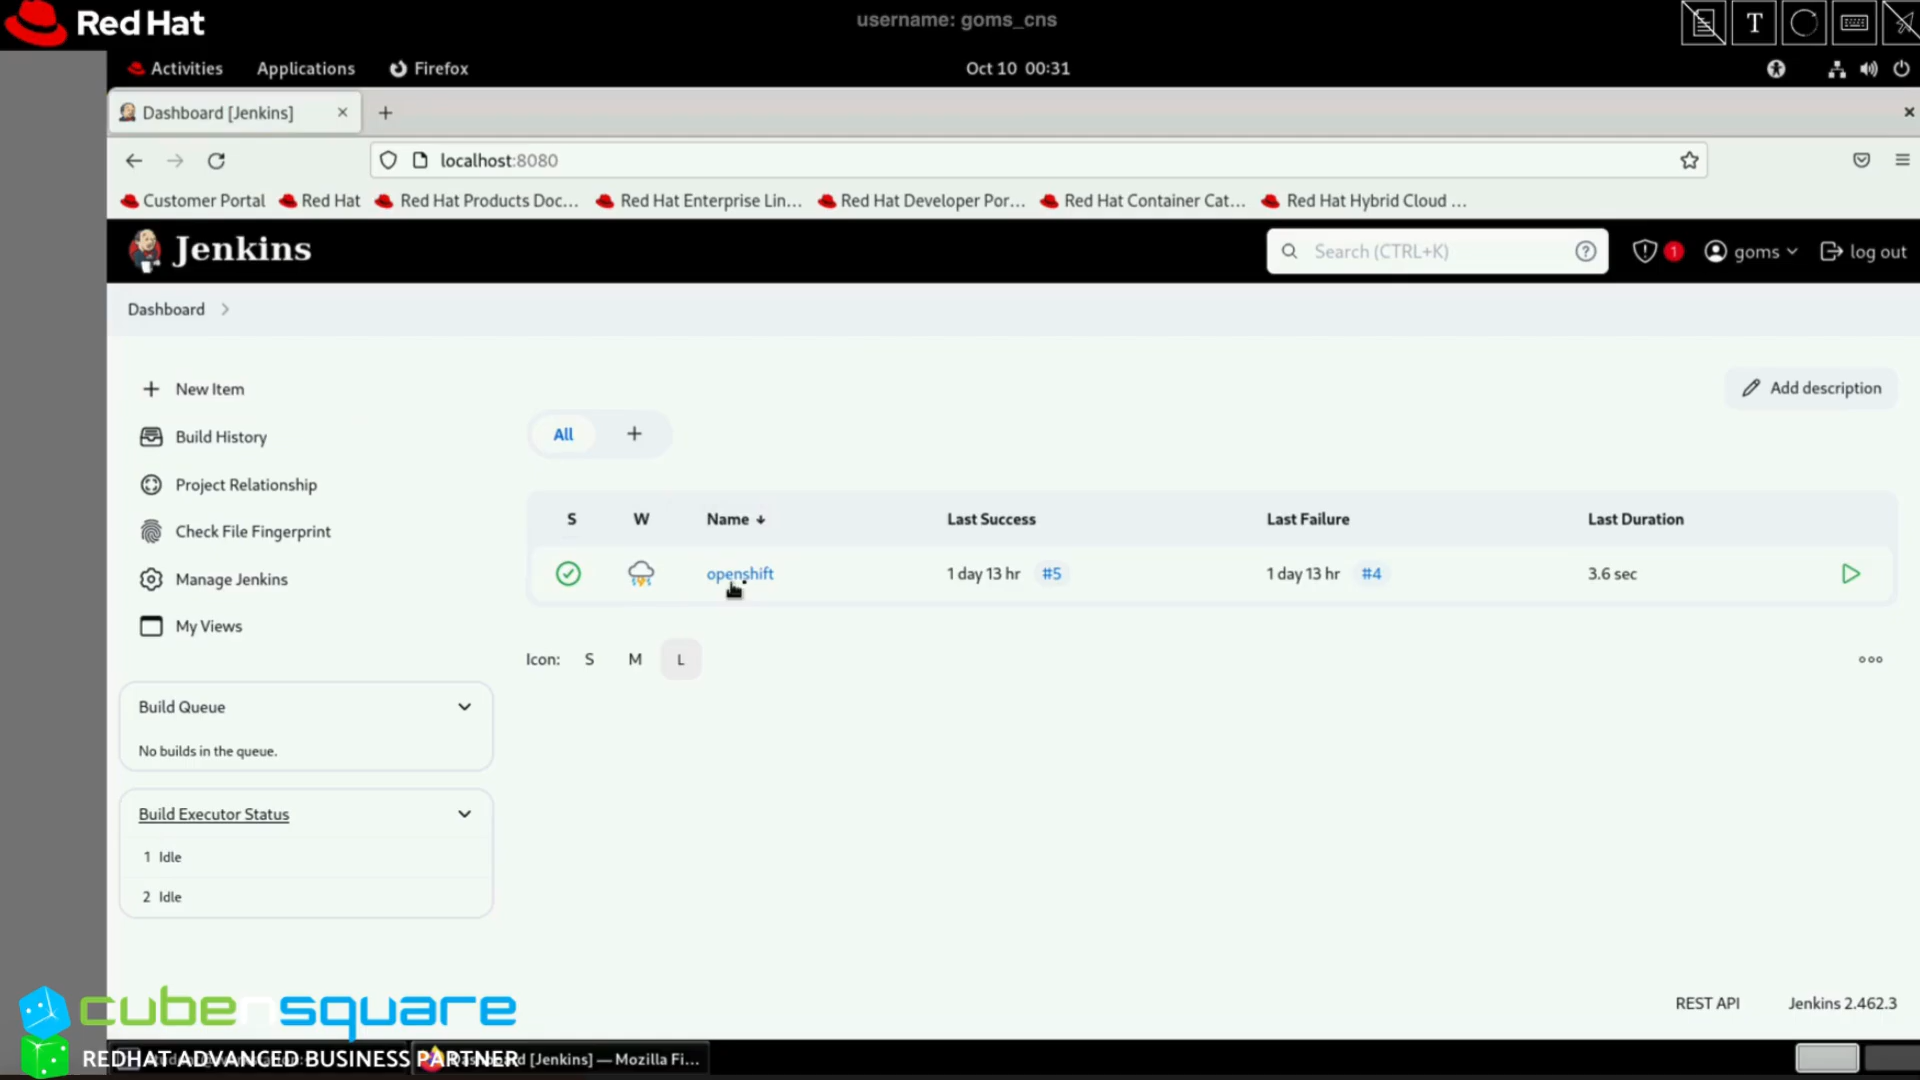 Red Hat
username: goms_cns
T
Activities
Applications
Firefox
Oct 10 00:31
Dashboard [Jenkins]
localhost:8080
Customer Portal
Red Hat
Red Hat Products Doc...
Red Hat Enterprise Lin...
Red Hat Developer Por...
Red Hat Container Cat...
Red Hat Hybrid Cloud ...
Jenkins
Search (CTRL+K)
1
goms
log out
Dashboard
New Item
Build History
Project Relationship
Check File Fingerprint
Manage Jenkins
My Views
Add description
All
S W Name ↓ Last Success Last Failure Last Duration
openshift 1 day 13 hr #5 1 day 13 hr #4 3.6 sec
Icon: S M L
Build Queue
No builds in the queue.
Build Executor Status
1 Idle
2 Idle
REST API
Jenkins 2.462.3
cubensquare
REDHAT ADVANCED BUSINESS PARTNER
[Jenkins] — Mozilla Fi...